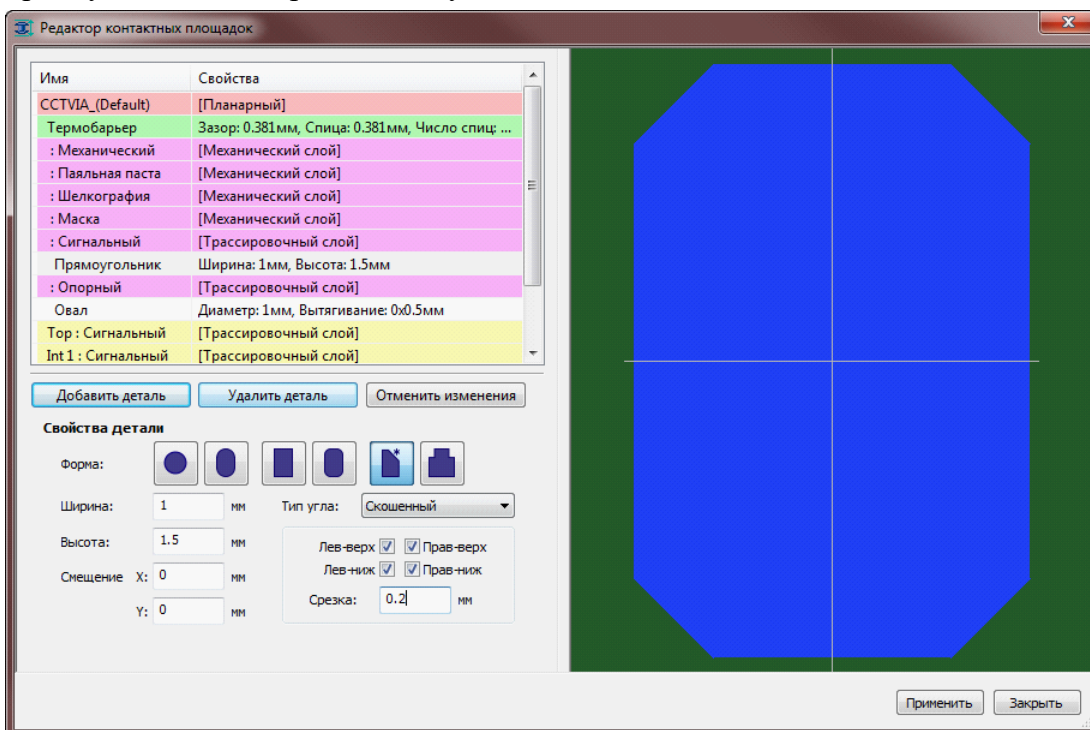 Редактор контактных площадок
Имя Свойства
CCTVIA_(Default) [Планарный]
Термобарьер Зазор: 0.381мм, Спица: 0.381мм, Число спиц: ...
: Механический [Механический слой]
: Паяльная паста [Механический слой]
: Шелкография [Механический слой]
: Маска [Механический слой]
: Сигнальный [Трассировочный слой]
Прямоугольник Ширина: 1мм, Высота: 1.5мм
: Опорный [Трассировочный слой]
Овал Диаметр: 1мм, Вытягивание: 0x0.5мм
Top : Сигнальный [Трассировочный слой]
Int 1 : Сигнальный [Трассировочный слой]
Добавить деталь Удалить деталь Отменить изменения
Свойства детали
Форма:
Ширина: 1 мм Тип угла: Скошенный
Высота: 1.5 мм Лев-верх Прав-верх
Лев-ниж Прав-ниж
Смещение X: 0 мм
Срезка: 0.2 мм
Y: 0 мм
Применить Закрыть